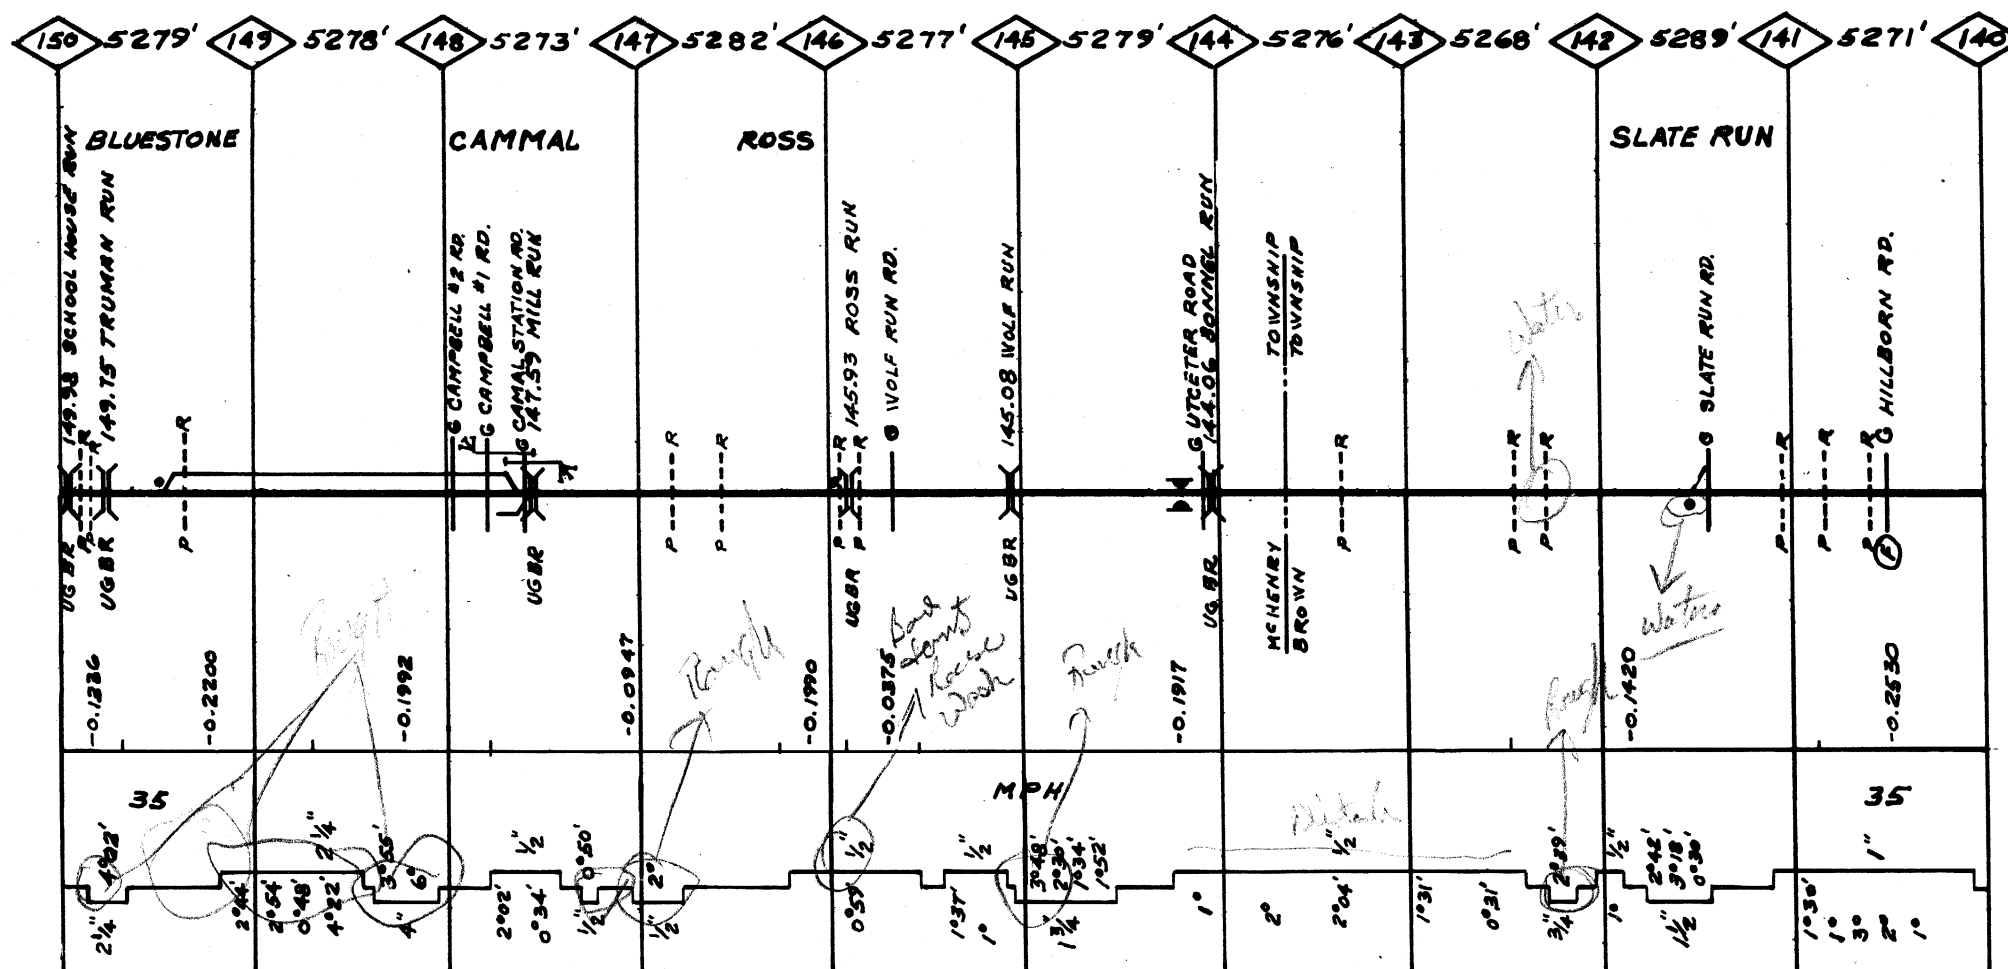 150 5279' 149 5278' 148 5273' 147 5282' 146 5277' 145 5279' 144 5276' 143 5268' 142 5289' 141 5271' 140
BLUESTONE CAMMAL ROSS SLATE RUN
149.98 SCHOOL HOUSE RUN
149.75 TRUMAN RUN
G CAMPBELL #2 RD.
G CAMPBELL #1 RD.
G CAMAL STATION RD.
147.59 MILL RUN
145.93 ROSS RUN
G WOLF RUN RD.
145.08 WOLF RUN
G UTCETER ROAD
144.06 BONNEL RUN
TOWNSHIP
TOWNSHIP
Water
G SLATE RUN RD.
G HILLBORN RD.
R R R R R R R R R R R R R
P P P P P P P P P P P P P
F
UGBR UGBR UGBR UGBR UGBR UGBR
MCHENRY
BROWN
Rough
Rough
Bad
Rough
Rough
Water
-0.1236 -0.2200 -0.1992 -0.0947 -0.1990 -0.0375 -0.1917 -0.1420 -0.2530
35 MPH 35
4°02' 2 1/4" 3°55' 6° 1/2" 0°50' 2° 1/2" 1/2" 3°48' 2°30' 1°34' 1°52' 1/2" 2°39' 1/2" 2°42' 3°18' 0°30' 1"
2 1/4" 2°44' 2°54' 0°48' 4°22' 4" 2°02' 0°34' 1/2" 1/2" 0°59' 1°37' 1° 1 3/4" 1° 2° 2°04' 1°31' 0°31' 3/4" 1° 1 1/2" 1°30' 1° 3° 2° 1°